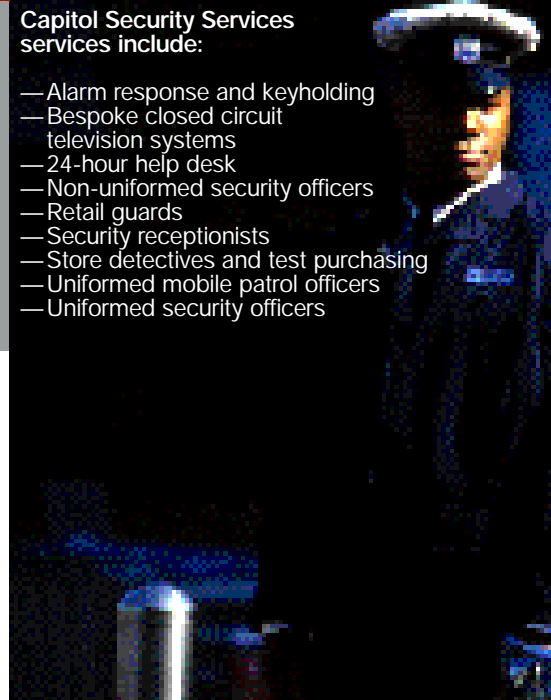 Capitol Security Services
services include:
—Alarm response and keyholding
—Bespoke closed circuit
television systems
—24-hour help desk
—Non-uniformed security officers
—Retail guards
—Security receptionists
—Store detectives and test purchasing
—Uniformed mobile patrol officers
—Uniformed security officers